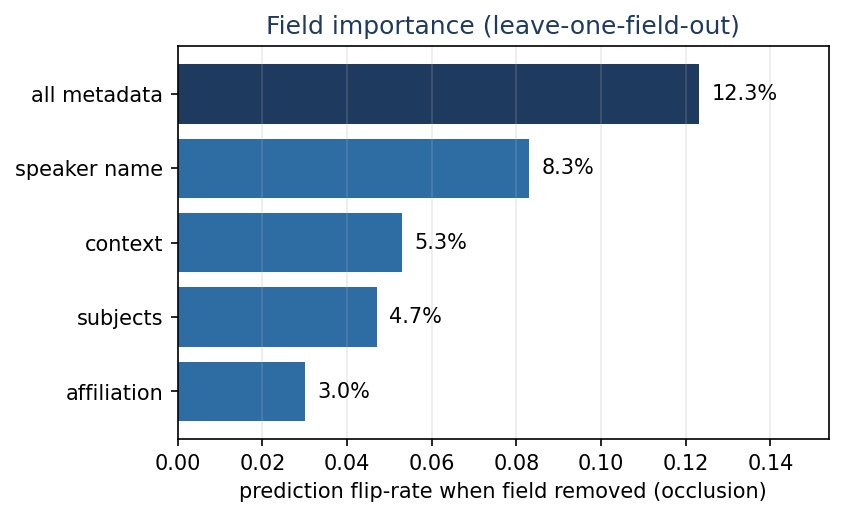 Field importance (leave-one-field-out)
all metadata 12.3%
speaker name 8.3%
context 5.3%
subjects 4.7%
affiliation 3.0%
0.00 0.02 0.04 0.06 0.08 0.10 0.12 0.14
prediction flip-rate when field removed (occlusion)